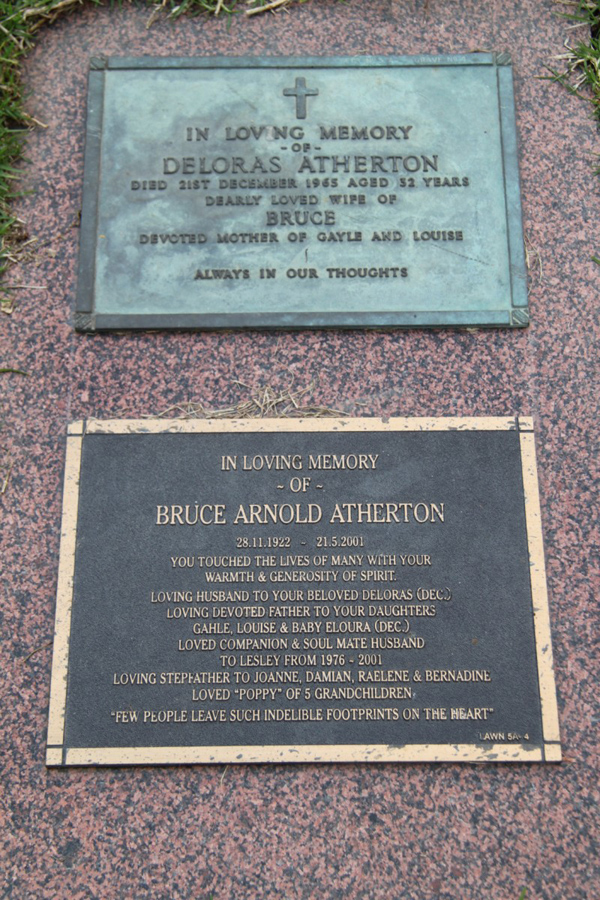 IN LOVING MEMORY
- OF -
DELORAS ATHERTON
DIED 21ST DECEMBER 1965 AGED 32 YEARS
DEARLY LOVED WIFE OF
BRUCE
DEVOTED MOTHER OF GAYLE AND LOUISE
ALWAYS IN OUR THOUGHTS
IN LOVING MEMORY
~ OF ~
BRUCE ARNOLD ATHERTON
28.11.1922 - 21.5.2001
YOU TOUCHED THE LIVES OF MANY WITH YOUR
WARMTH & GENEROSITY OF SPIRIT.
LOVING HUSBAND TO YOUR BELOVED DELORAS (DEC.)
LOVING DEVOTED FATHER TO YOUR DAUGHTERS
GAHLE, LOUISE & BABY ELOURA (DEC.)
LOVED COMPANION & SOUL MATE HUSBAND
TO LESLEY FROM 1976 - 2001
LOVING STEPFATHER TO JOANNE, DAMIAN, RAELENE & BERNADINE
LOVED "POPPY" OF 5 GRANDCHILDREN.
"FEW PEOPLE LEAVE SUCH INDELIBLE FOOTPRINTS ON THE HEART"
LAWN 5A- 4